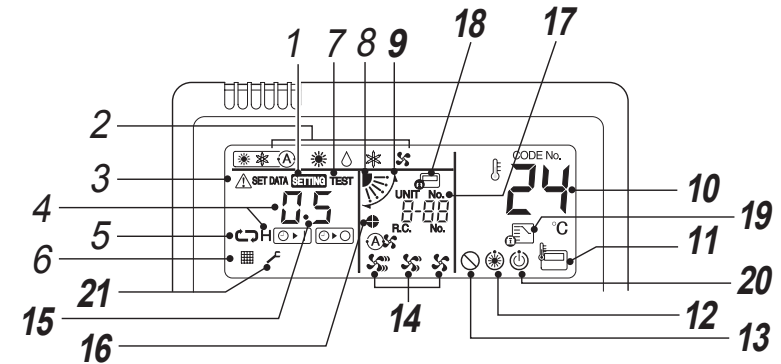 1 7 8 9 18 17
2
3
4
5
6
21
15
16
14
13
12
20
11
19
10
A
CODE No.
SET DATA SETTING TEST
UNIT No.
24
0.5
8-88
R.C. No.
H
°C
A